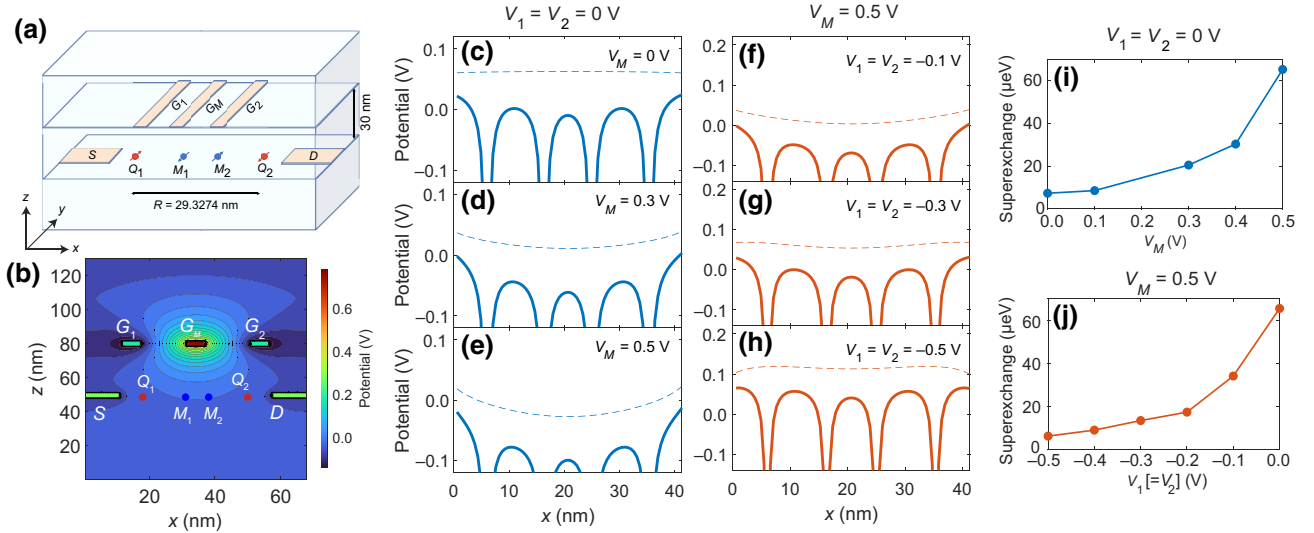 (a)
G1
GM
G2
30 nm
S
D
Q1
M1
M2
Q2
R = 29.3274 nm
z
y
x
(b)
120
100
80
60
40
20
z (nm)
G1
GM
G2
Q1
Q2
S
M1
M2
D
20
40
60
x (nm)
0.6
0.4
0.2
0.0
Potential (V)
V1 = V2 = 0 V
(c)
VM = 0 V
0.1
0.0
–0.1
Potential (V)
(d)
VM = 0.3 V
0.1
0.0
–0.1
Potential (V)
(e)
VM = 0.5 V
0.1
0.0
–0.1
Potential (V)
0
10
20
30
40
x (nm)
VM = 0.5 V
(f)
V1 = V2 = –0.1 V
0.2
0.1
0.0
–0.1
Potential (V)
(g)
V1 = V2 = –0.3 V
0.2
0.1
0.0
–0.1
Potential (V)
(h)
V1 = V2 = –0.5 V
0.2
0.1
0.0
–0.1
Potential (V)
0
10
20
30
40
x (nm)
V1 = V2 = 0 V
(i)
60
40
20
0
Superexchange (µeV)
0.0
0.1
0.2
0.3
0.4
0.5
VM (V)
VM = 0.5 V
(j)
60
40
20
0
Superexchange (µeV)
–0.5
–0.4
–0.3
–0.2
–0.1
0.0
V1 [=V2] (V)